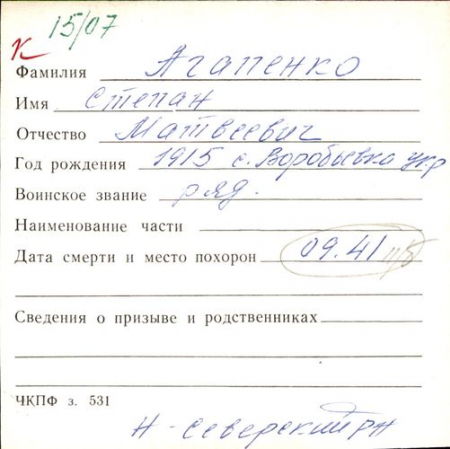 15/07
К
Фамилия Агапенко
Имя Степан
Отчество Матвеевич
Год рождения 1915 с. Воробьевка укр
Воинское звание ряд.
Наименование части
Дата смерти и место похорон 09.41 п/в
Сведения о призыве и родственниках
ЧКПФ з. 531
Н-Северский рн